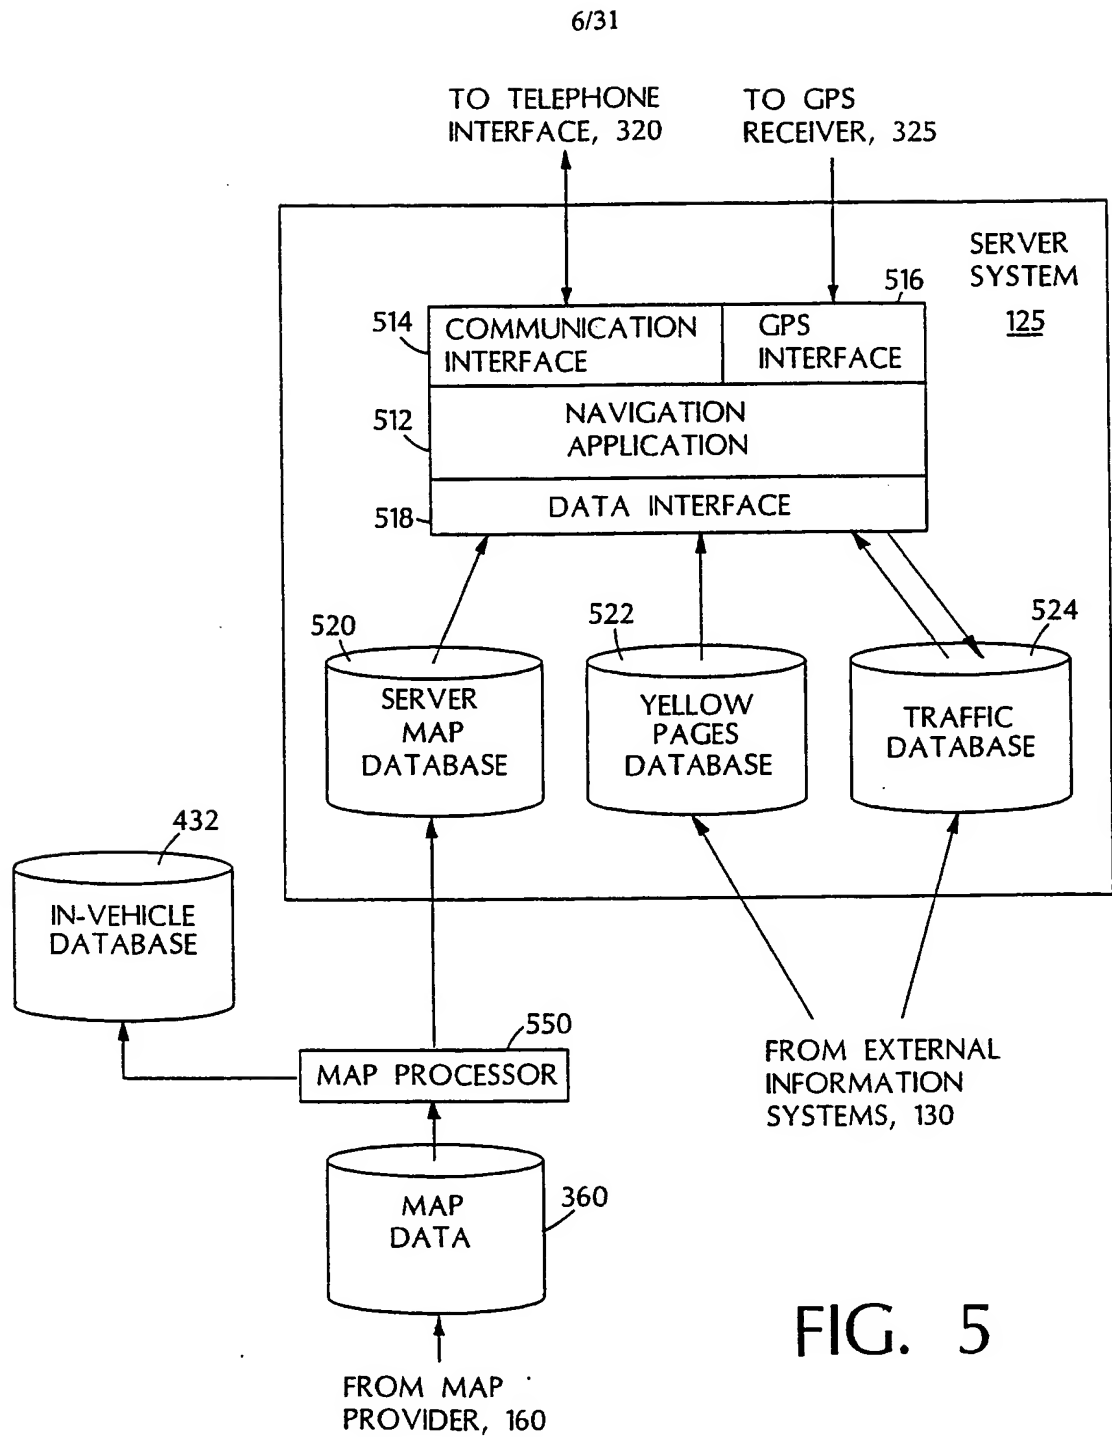 6/31
TO TELEPHONE
INTERFACE, 320
TO GPS
RECEIVER, 325
SERVER
SYSTEM
125
516
514
COMMUNICATION
INTERFACE
GPS
INTERFACE
512
NAVIGATION
APPLICATION
518
DATA INTERFACE
520
SERVER
MAP
DATABASE
522
YELLOW
PAGES
DATABASE
524
TRAFFIC
DATABASE
432
IN-VEHICLE
DATABASE
550
MAP PROCESSOR
FROM EXTERNAL
INFORMATION
SYSTEMS, 130
MAP
DATA
360
FROM MAP
PROVIDER, 160
FIG. 5